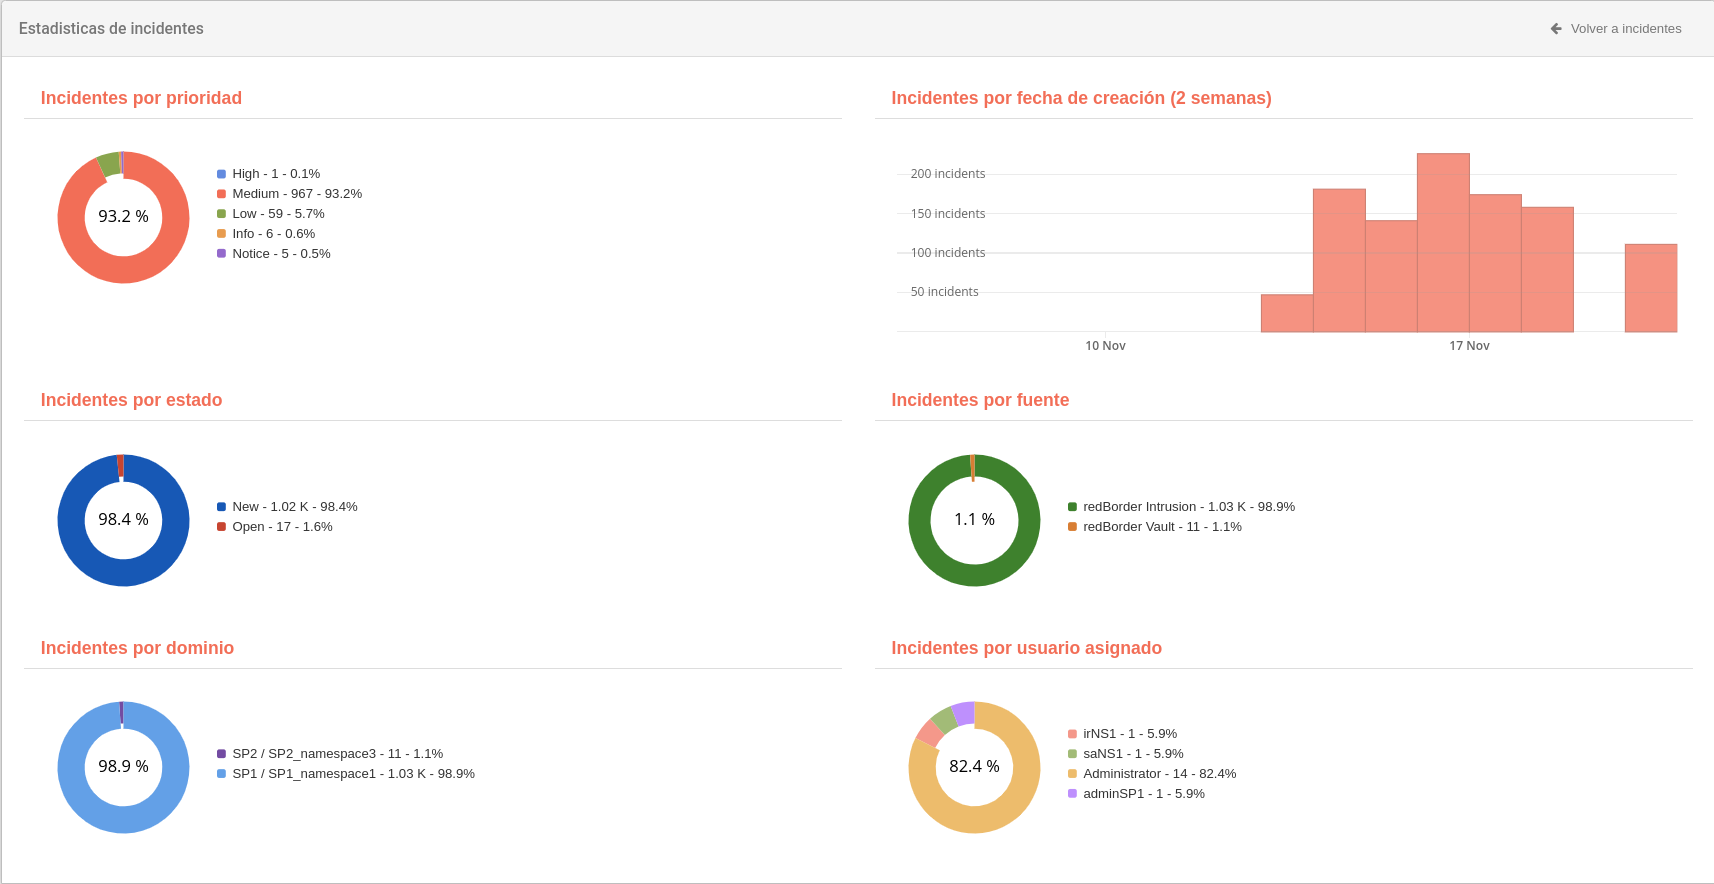 Estadisticas de incidentes
Volver a incidentes
Incidentes por prioridad
93.2 %
High - 1 - 0.1%
Medium - 967 - 93.2%
Low - 59 - 5.7%
Info - 6 - 0.6%
Notice - 5 - 0.5%
Incidentes por fecha de creación (2 semanas)
200 incidents
150 incidents
100 incidents
50 incidents
10 Nov
17 Nov
Incidentes por estado
98.4 %
New - 1.02 K - 98.4%
Open - 17 - 1.6%
Incidentes por fuente
1.1 %
redBorder Intrusion - 1.03 K - 98.9%
redBorder Vault - 11 - 1.1%
Incidentes por dominio
98.9 %
SP2 / SP2_namespace3 - 11 - 1.1%
SP1 / SP1_namespace1 - 1.03 K - 98.9%
Incidentes por usuario asignado
82.4 %
irNS1 - 1 - 5.9%
saNS1 - 1 - 5.9%
Administrator - 14 - 82.4%
adminSP1 - 1 - 5.9%